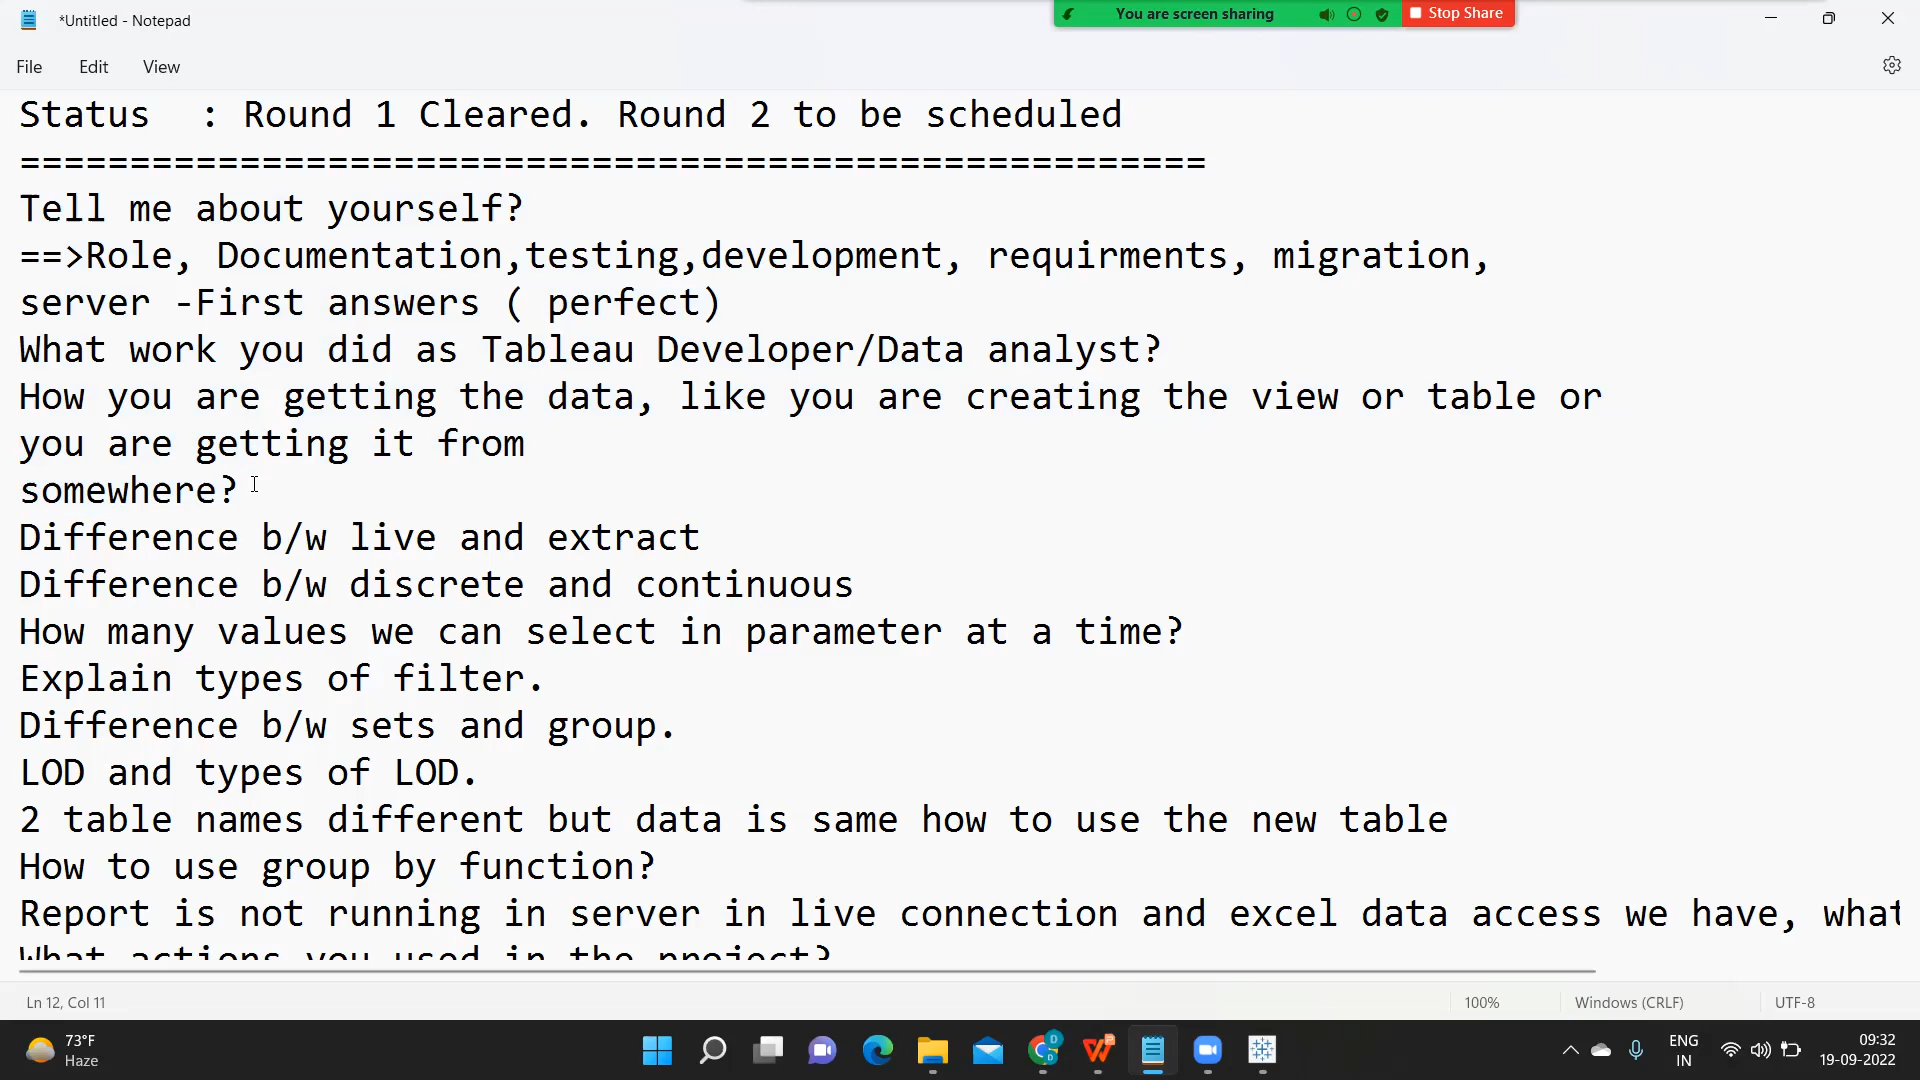 *Untitled - Notepad
You are screen sharing
Stop Share
File Edit View
Status : Round 1 Cleared. Round 2 to be scheduled
======================================================
Tell me about yourself?
==>Role, Documentation,testing,development, requirments, migration,
server -First answers ( perfect)
What work you did as Tableau Developer/Data analyst?
How you are getting the data, like you are creating the view or table or
you are getting it from
somewhere?
Difference b/w live and extract
Difference b/w discrete and continuous
How many values we can select in parameter at a time?
Explain types of filter.
Difference b/w sets and group.
LOD and types of LOD.
2 table names different but data is same how to use the new table
How to use group by function?
Report is not running in server in live connection and excel data access we have, what
What actions you used in the project?
Ln 12, Col 11
100%
Windows (CRLF)
UTF-8
73°F
Haze
ENG
IN
09:32
19-09-2022